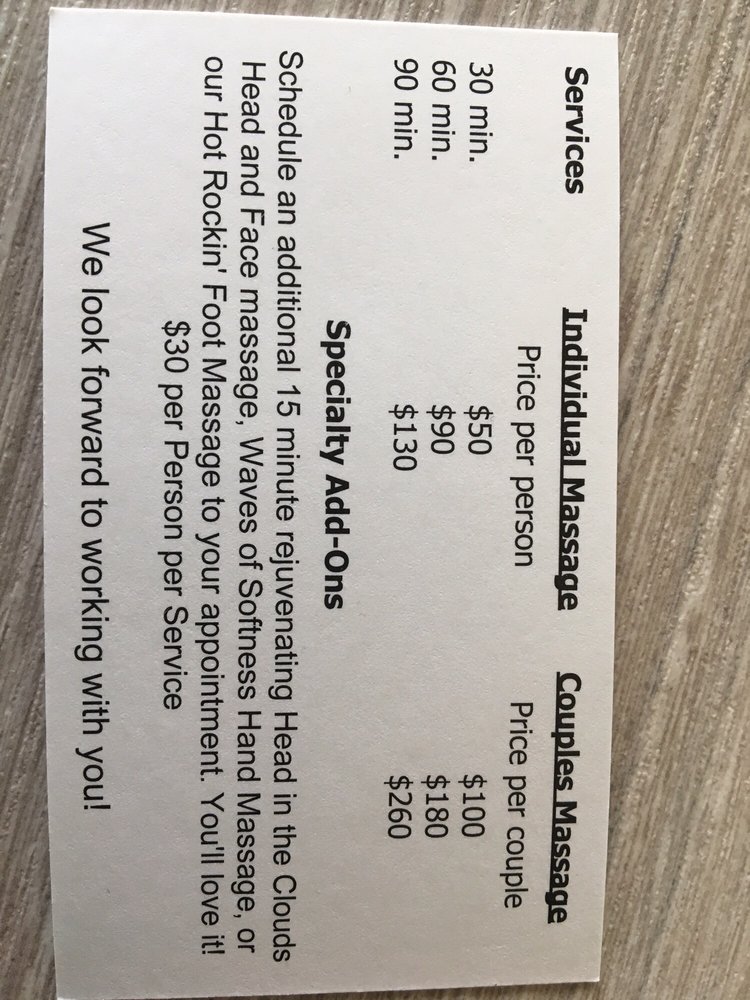 Services Individual Massage Couples Massage
Price per person Price per couple
30 min. $50 $100
60 min. $90 $180
90 min. $130 $260
Specialty Add-Ons
Schedule an additional 15 minute rejuvenating Head in the Clouds
Head and Face massage, Waves of Softness Hand Massage, or
our Hot Rockin' Foot Massage to your appointment. You'll love it!
$30 per Person per Service
We look forward to working with you!